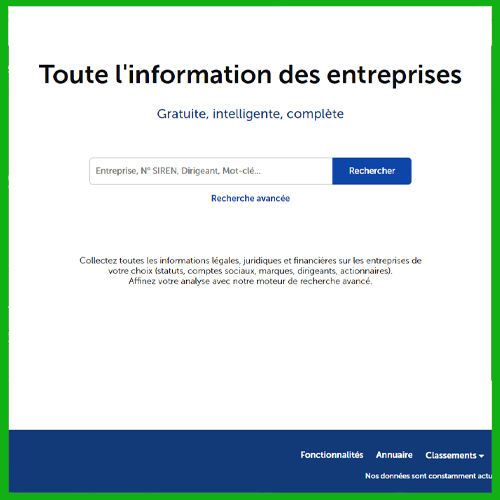 Toute l'information des entreprises
Gratuite, intelligente, complète
Entreprise, N° SIREN, Dirigeant, Mot-clé...
Rechercher
Recherche avancée
Collectez toutes les informations légales, juridiques et financières sur les entreprises de
votre choix (statuts, comptes sociaux, marques, dirigeants, actionnaires).
Affinez votre analyse avec notre moteur de recherche avancé.
Fonctionnalités Annuaire Classements
Nos données sont constamment actu